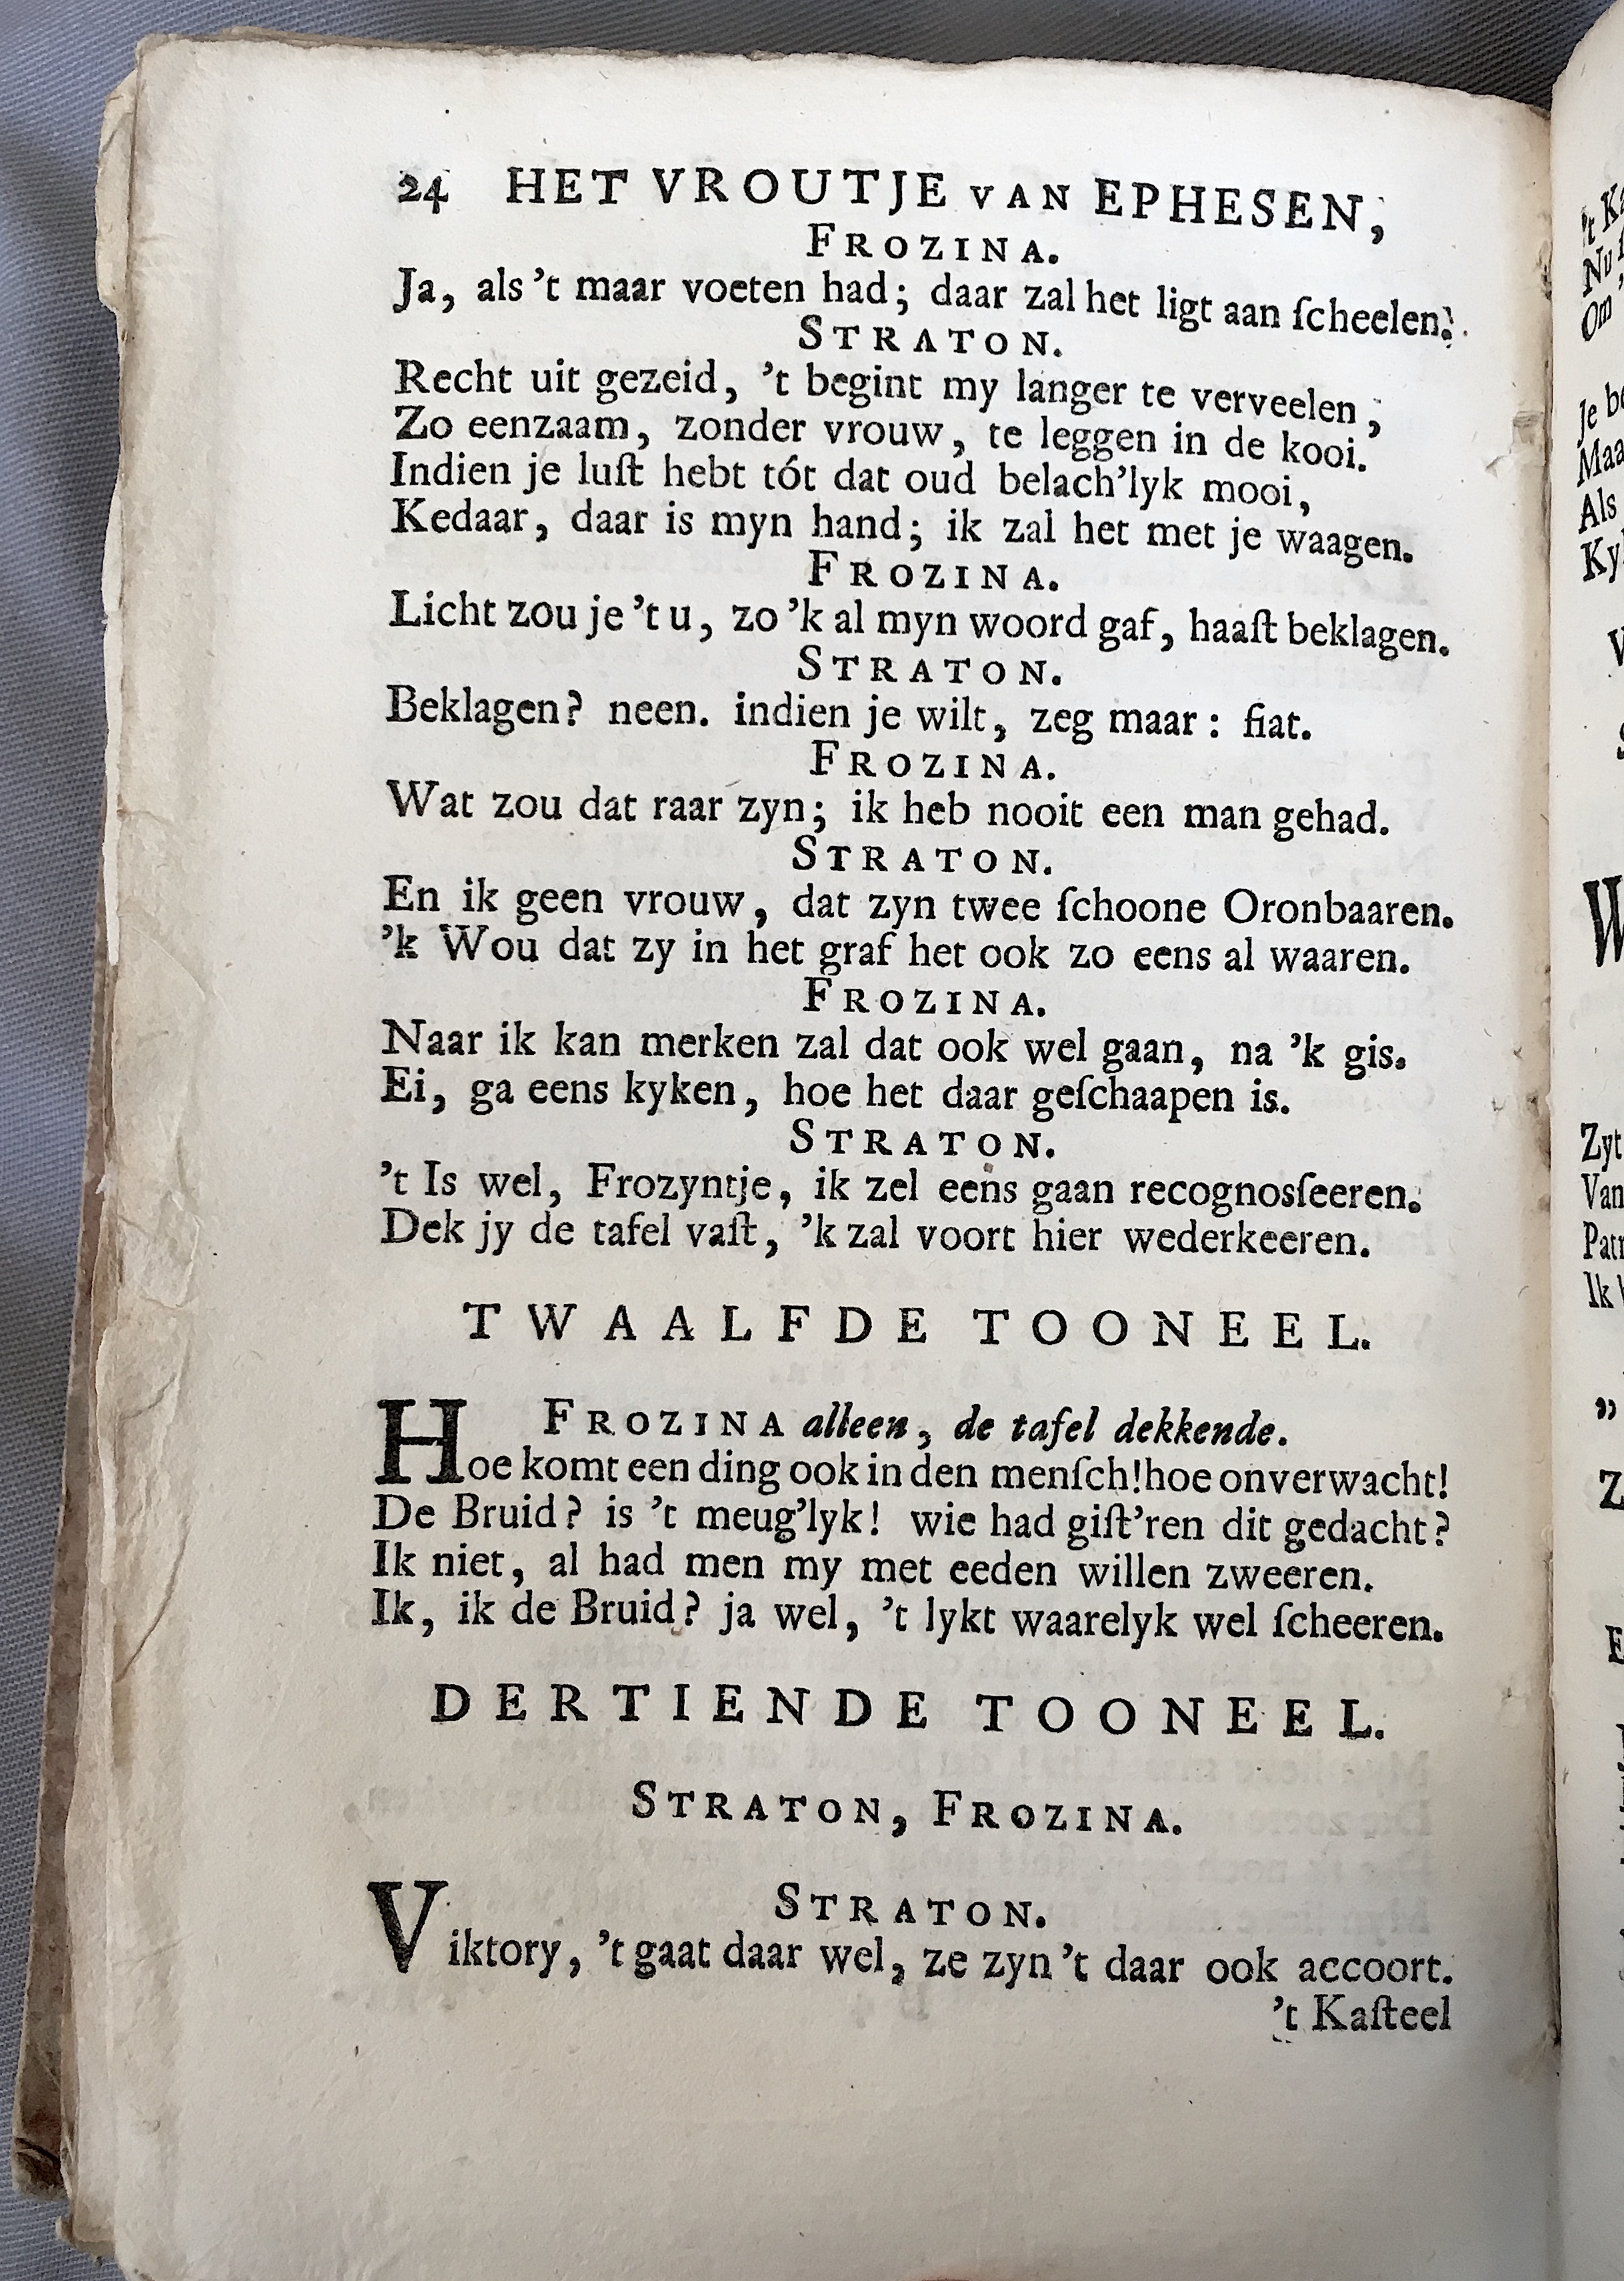 24 HET VROUTJE VAN EPHESEN,
FROZINA.
Ja, als 't maar voeten had; daar zal het ligt aan ſcheelen.
STRATON.
Recht uit gezeid, 't begint my langer te verveelen,
Zo eenzaam, zonder vrouw, te leggen in de kooi.
Indien je luſt hebt tót dat oud belach'lyk mooi,
Kedaar, daar is myn hand; ik zal het met je waagen.
FROZINA.
Licht zou je 't u, zo 'k al myn woord gaf, haaſt beklagen.
STRATON.
Beklagen? neen. indien je wilt, zeg maar: fiat.
FROZINA.
Wat zou dat raar zyn; ik heb nooit een man gehad.
STRATON.
En ik geen vrouw, dat zyn twee ſchoone Oronbaaren.
'k Wou dat zy in het graf het ook zo eens al waaren.
FROZINA.
Naar ik kan merken zal dat ook wel gaan, na 'k gis.
Ei, ga eens kyken, hoe het daar geſchaapen is.
STRATON.
't Is wel, Frozyntje, ik zel eens gaan recognosſeeren.
Dek jy de tafel vaſt, 'k zal voort hier wederkeeren.
TWAALFDE TOONEEL.
FROZINA alleen, de tafel dekkende.
Hoe komt een ding ook in den menſch! hoe onverwacht!
De Bruid? is 't meug'lyk! wie had giſt'ren dit gedacht?
Ik niet, al had men my met eeden willen zweeren.
Ik, ik de Bruid? ja wel, 't lykt waarelyk wel ſcheeren.
DERTIENDE TOONEEL.
STRATON, FROZINA.
STRATON.
Viktory, 't gaat daar wel, ze zyn 't daar ook accoort.
't Kaſteel